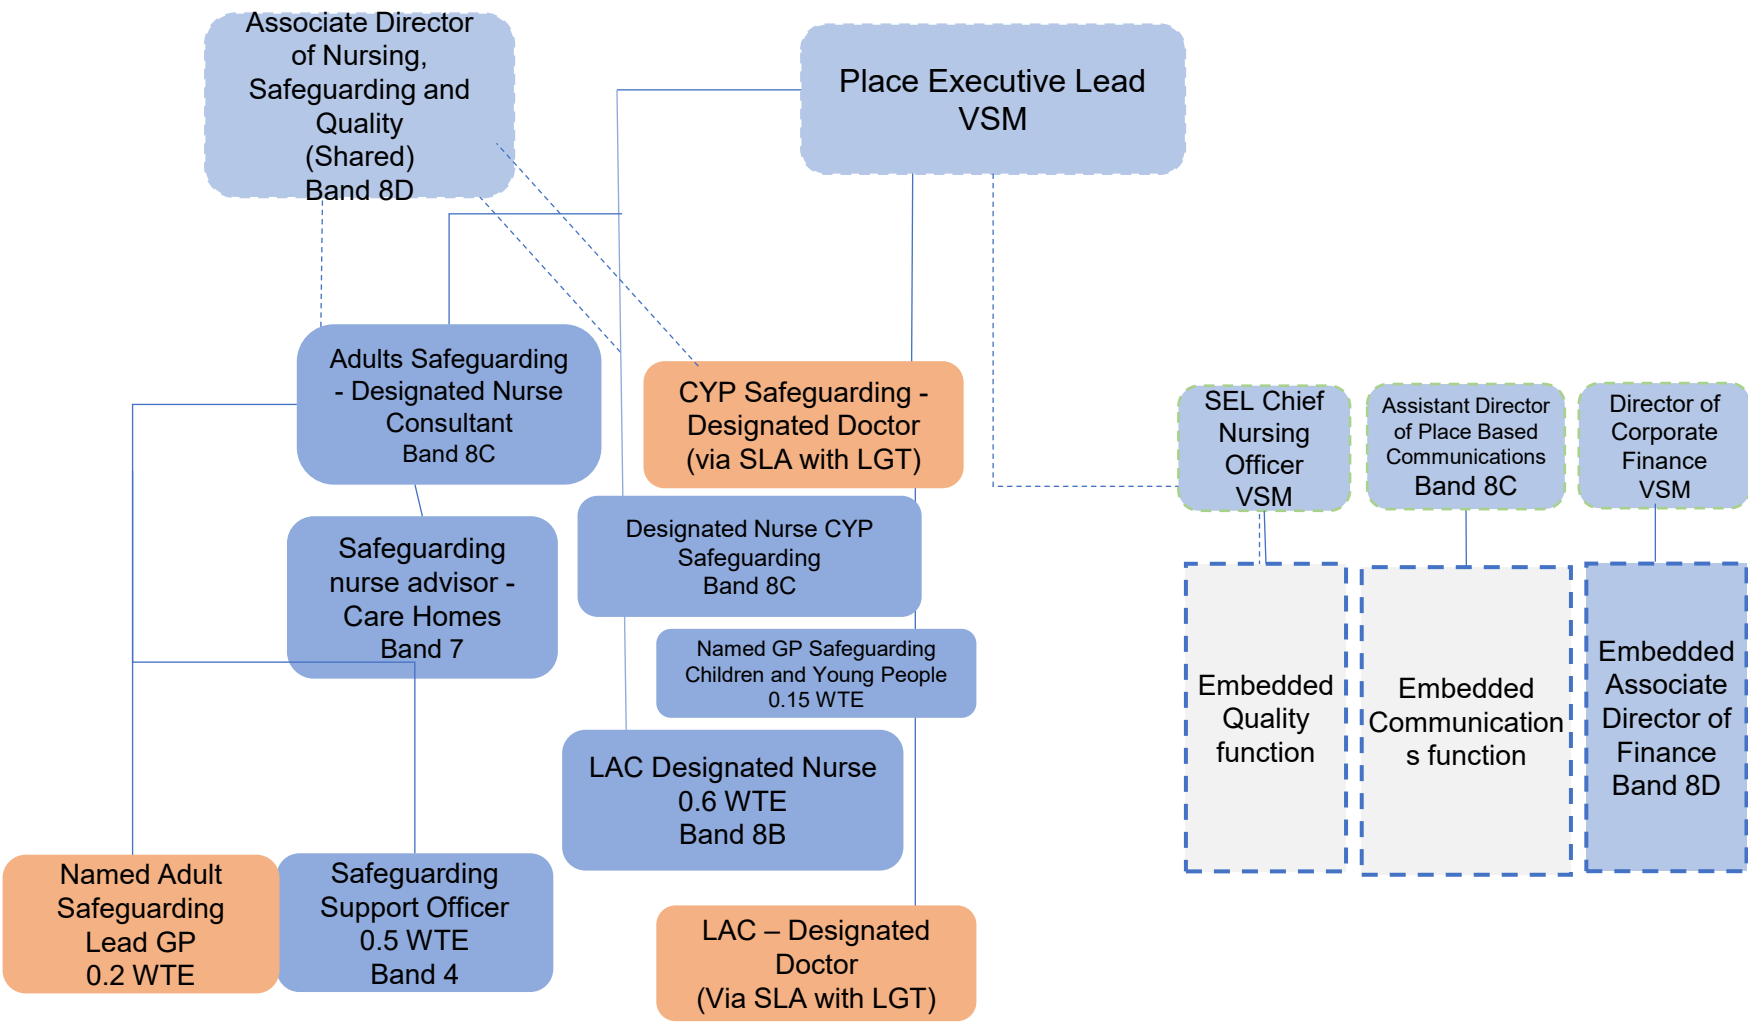 Associate Director
of Nursing,
Safeguarding and
Quality
(Shared)
Band 8D
Place Executive Lead
VSM
Adults Safeguarding
- Designated Nurse
Consultant
Band 8C
CYP Safeguarding -
Designated Doctor
(via SLA with LGT)
SEL Chief
Nursing
Officer
VSM
Assistant Director
of Place Based
Communications
Band 8C
Director of
Corporate
Finance
VSM
Safeguarding
nurse advisor -
Care Homes
Band 7
Designated Nurse CYP
Safeguarding
Band 8C
Named GP Safeguarding
Children and Young People
0.15 WTE
Embedded
Quality
function
Embedded
Communication
s function
Embedded
Associate
Director of
Finance
Band 8D
LAC Designated Nurse
0.6 WTE
Band 8B
Named Adult
Safeguarding
Lead GP
0.2 WTE
Safeguarding
Support Officer
0.5 WTE
Band 4
LAC – Designated
Doctor
(Via SLA with LGT)